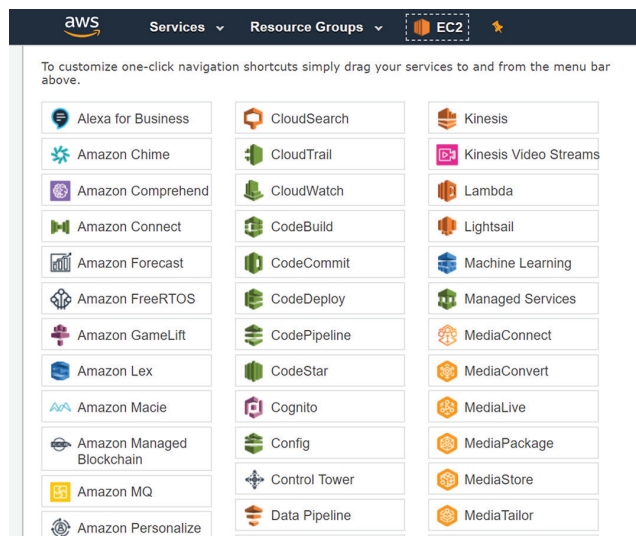 aws Services Resource Groups EC2
To customize one-click navigation shortcuts simply drag your services to and from the menu bar
above.
Alexa for Business
Amazon Chime
Amazon Comprehend
Amazon Connect
Amazon Forecast
Amazon FreeRTOS
Amazon GameLift
Amazon Lex
Amazon Macie
Amazon Managed
Blockchain
Amazon MQ
Amazon Personalize
CloudSearch
CloudTrail
CloudWatch
CodeBuild
CodeCommit
CodeDeploy
CodePipeline
CodeStar
Cognito
Config
Control Tower
Data Pipeline
Kinesis
Kinesis Video Streams
Lambda
Lightsail
Machine Learning
Managed Services
MediaConnect
MediaConvert
MediaLive
MediaPackage
MediaStore
MediaTailor